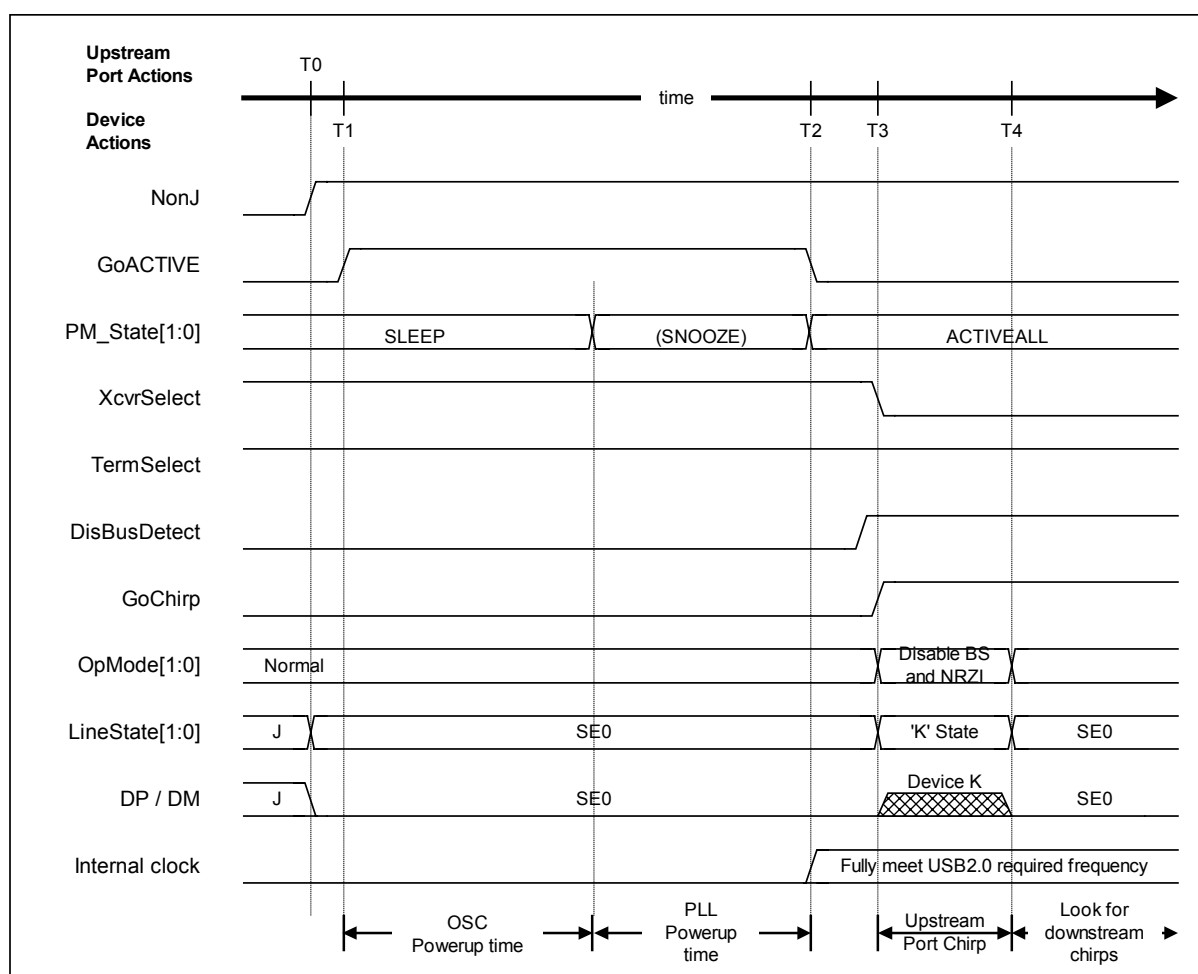 Upstream
Port Actions
T0
time
Device
Actions
T1
T2
T3
T4
NonJ
GoACTIVE
PM_State[1:0]
SLEEP
(SNOOZE)
ACTIVEALL
XcvrSelect
TermSelect
DisBusDetect
GoChirp
OpMode[1:0]
Normal
Disable BS
and NRZI
LineState[1:0]
J
SE0
'K' State
SE0
DP / DM
J
SE0
Device K
SE0
Internal clock
Fully meet USB2.0 required frequency
OSC
Powerup time
PLL
Powerup
time
Upstream
Port Chirp
Look for
downstream
chirps